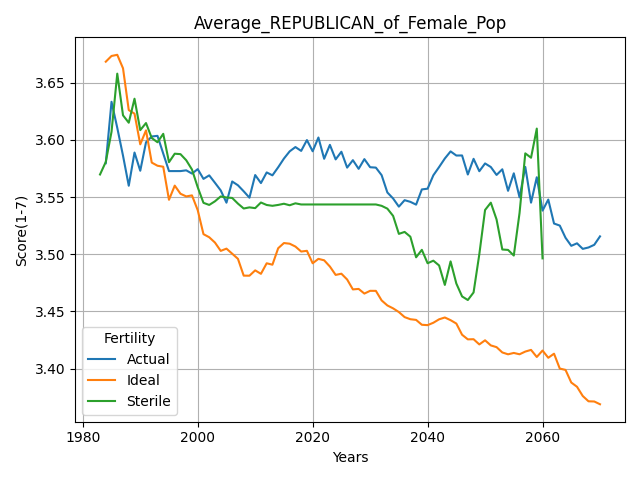 Average_REPUBLICAN_of_Female_Pop
Score(1-7)
3.65
3.60
3.55
3.50
3.45
3.40
Fertility
Actual
Ideal
Sterile
1980 2000 2020 2040 2060
Years